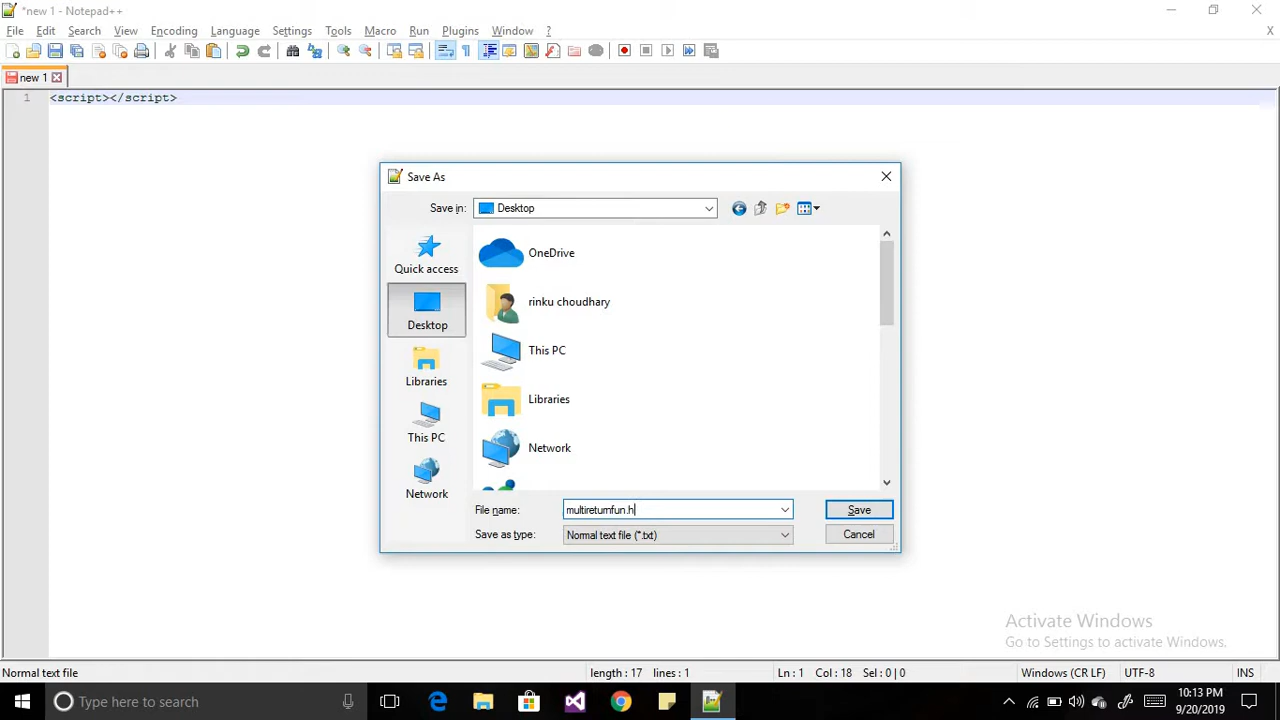 *new 1 - Notepad++
File Edit Search View Encoding Language Settings Tools Macro Run Plugins Window ? X
new 1
1 <script></script>
Save As
Save in: Desktop
Quick access
Desktop
Libraries
This PC
Network
OneDrive
rinku choudhary
This PC
Libraries
Network
File name: multireturnfun.h Save
Save as type: Normal text file (*.txt) Cancel
Activate Windows
Go to Settings to activate Windows.
Normal text file length : 17 lines : 1 Ln : 1 Col : 18 Sel : 0 | 0 Windows (CR LF) UTF-8 INS
Type here to search
10:13 PM
9/20/2019